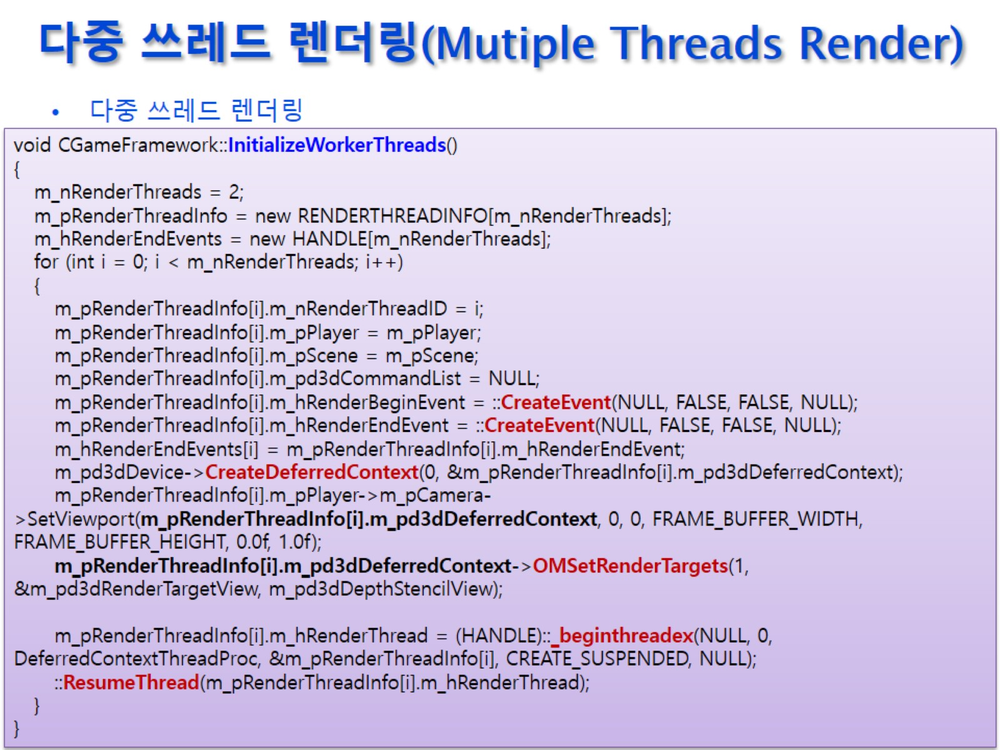 다중 쓰레드 렌더링(Mutiple Threads Render)
• 다중 쓰레드 렌더링
void CGameFramework::InitializeWorkerThreads()
{
m_nRenderThreads = 2;
m_pRenderThreadInfo = new RENDERTHREADINFO[m_nRenderThreads];
m_hRenderEndEvents = new HANDLE[m_nRenderThreads];
for (int i = 0; i < m_nRenderThreads; i++)
{
m_pRenderThreadInfo[i].m_nRenderThreadID = i;
m_pRenderThreadInfo[i].m_pPlayer = m_pPlayer;
m_pRenderThreadInfo[i].m_pScene = m_pScene;
m_pRenderThreadInfo[i].m_pd3dCommandList = NULL;
m_pRenderThreadInfo[i].m_hRenderBeginEvent = ::CreateEvent(NULL, FALSE, FALSE, NULL);
m_pRenderThreadInfo[i].m_hRenderEndEvent = ::CreateEvent(NULL, FALSE, FALSE, NULL);
m_hRenderEndEvents[i] = m_pRenderThreadInfo[i].m_hRenderEndEvent;
m_pd3dDevice->CreateDeferredContext(0, &m_pRenderThreadInfo[i].m_pd3dDeferredContext);
m_pRenderThreadInfo[i].m_pPlayer->m_pCamera-
>SetViewport(m_pRenderThreadInfo[i].m_pd3dDeferredContext, 0, 0, FRAME_BUFFER_WIDTH,
FRAME_BUFFER_HEIGHT, 0.0f, 1.0f);
m_pRenderThreadInfo[i].m_pd3dDeferredContext->OMSetRenderTargets(1,
&m_pd3dRenderTargetView, m_pd3dDepthStencilView);
m_pRenderThreadInfo[i].m_hRenderThread = (HANDLE)::_beginthreadex(NULL, 0,
DeferredContextThreadProc, &m_pRenderThreadInfo[i], CREATE_SUSPENDED, NULL);
::ResumeThread(m_pRenderThreadInfo[i].m_hRenderThread);
}
}